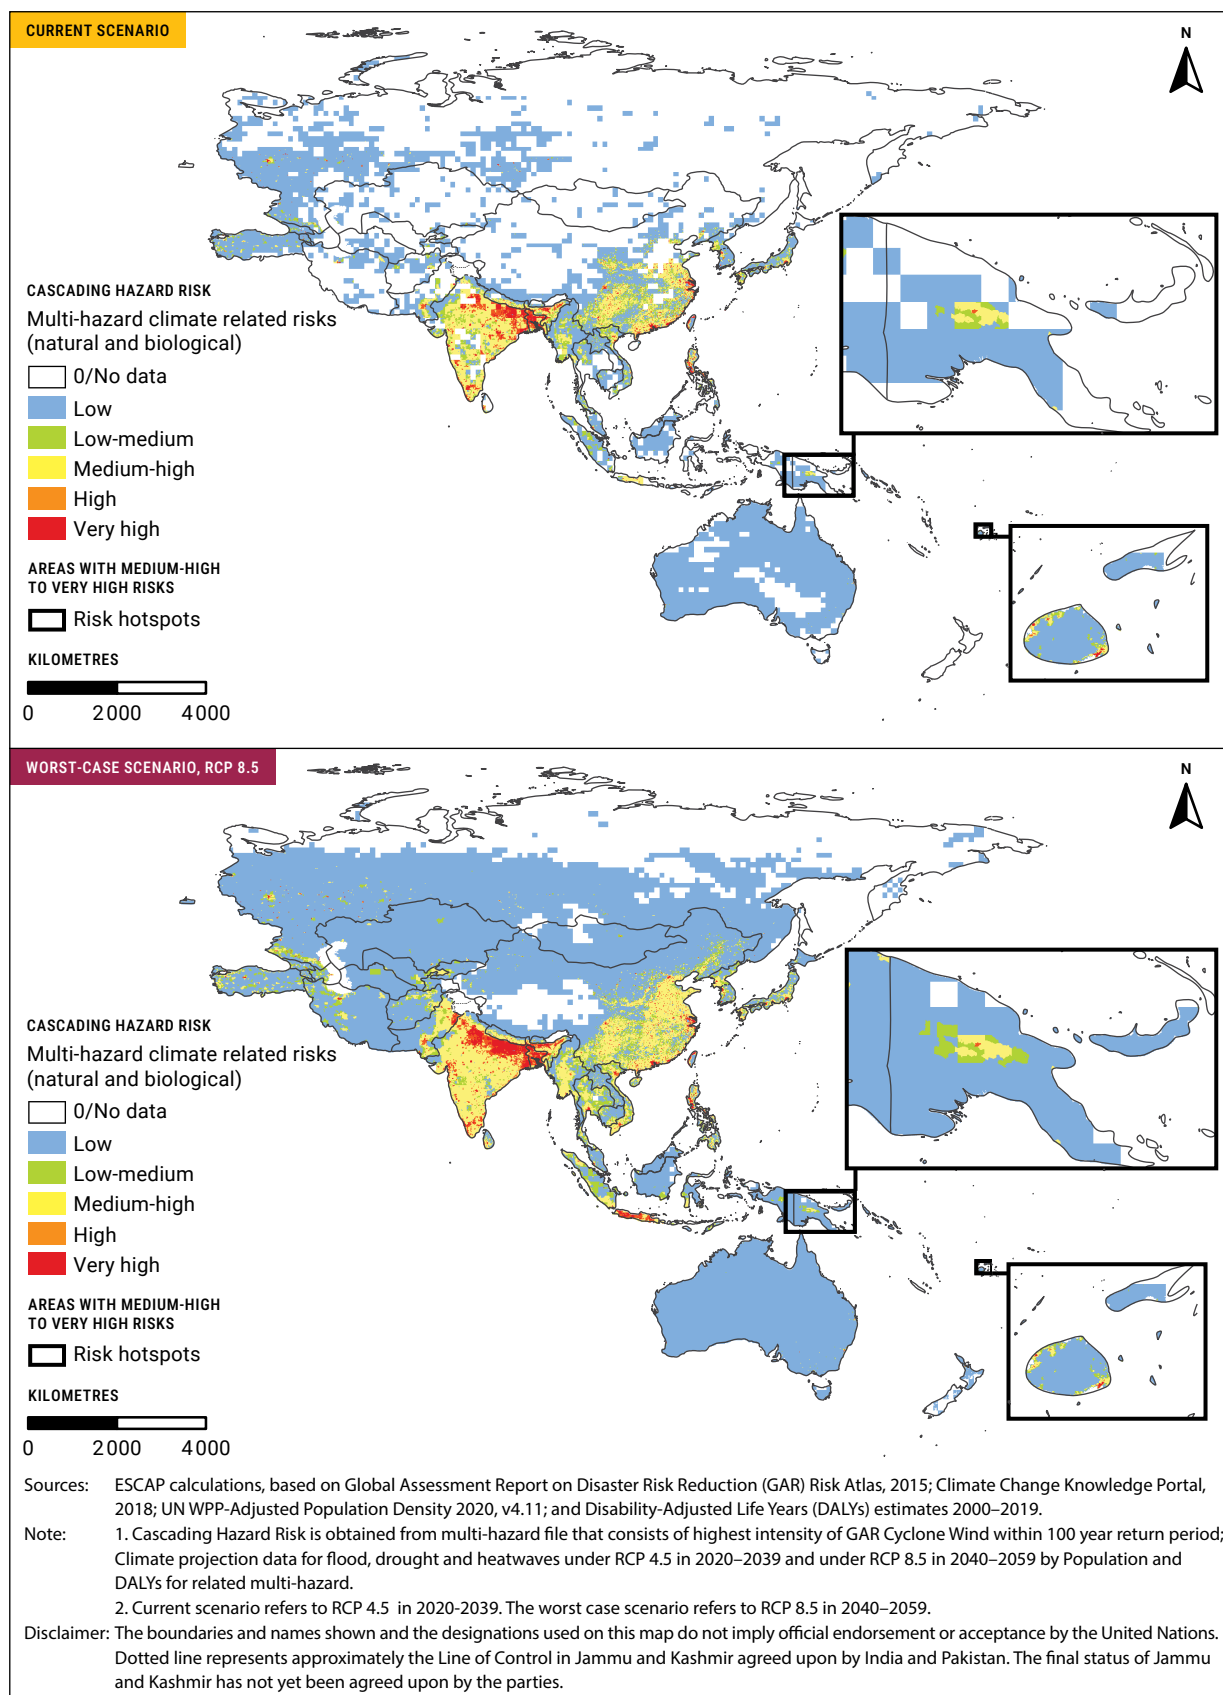 CURRENT SCENARIO
N
CASCADING HAZARD RISK
Multi-hazard climate related risks
(natural and biological)
0/No data
Low
Low-medium
Medium-high
High
Very high
AREAS WITH MEDIUM-HIGH
TO VERY HIGH RISKS
Risk hotspots
KILOMETRES
0 2 000 4 000
WORST-CASE SCENARIO, RCP 8.5
N
CASCADING HAZARD RISK
Multi-hazard climate related risks
(natural and biological)
0/No data
Low
Low-medium
Medium-high
High
Very high
AREAS WITH MEDIUM-HIGH
TO VERY HIGH RISKS
Risk hotspots
KILOMETRES
0 2 000 4 000
Sources: ESCAP calculations, based on Global Assessment Report on Disaster Risk Reduction (GAR) Risk Atlas, 2015; Climate Change Knowledge Portal,
2018; UN WPP-Adjusted Population Density 2020, v4.11; and Disability-Adjusted Life Years (DALYs) estimates 2000–2019.
Note: 1. Cascading Hazard Risk is obtained from multi-hazard file that consists of highest intensity of GAR Cyclone Wind within 100 year return period;
Climate projection data for flood, drought and heatwaves under RCP 4.5 in 2020–2039 and under RCP 8.5 in 2040–2059 by Population and
DALYs for related multi-hazard.
2. Current scenario refers to RCP 4.5 in 2020-2039. The worst case scenario refers to RCP 8.5 in 2040–2059.
Disclaimer: The boundaries and names shown and the designations used on this map do not imply official endorsement or acceptance by the United Nations.
Dotted line represents approximately the Line of Control in Jammu and Kashmir agreed upon by India and Pakistan. The final status of Jammu
and Kashmir has not yet been agreed upon by the parties.